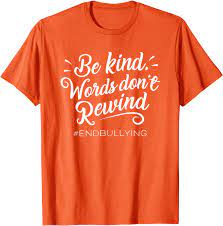 Be kind.
Words don't
Rewind
#ENDBULLYING